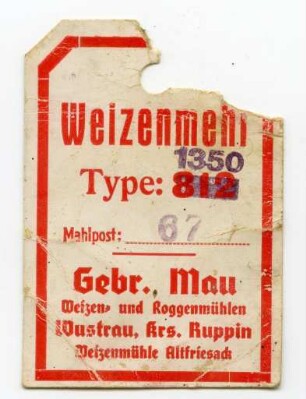 Weizenmehl
1350
Type: 812
Mahlpost: 67
Gebr. Mau
Weizen- und Roggenmühlen
Wustrau, Krs. Ruppin
Weizenmühle Altfriesack